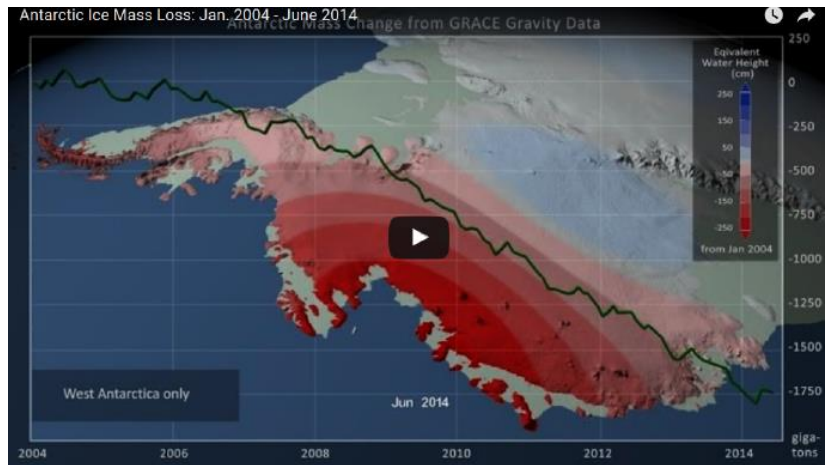 Antarctic Ice Mass Loss: Jan. 2004 - June 2014
Antarctic Mass Change from GRACE Gravity Data
Eqivalent
Water Height
(cm)
250
150
50
-50
-150
-250
from Jan 2004
250
0
-250
-500
-750
-1000
-1250
-1500
-1750
giga-
tons
West Antarctica only
Jun 2014
2004 2006 2008 2010 2012 2014